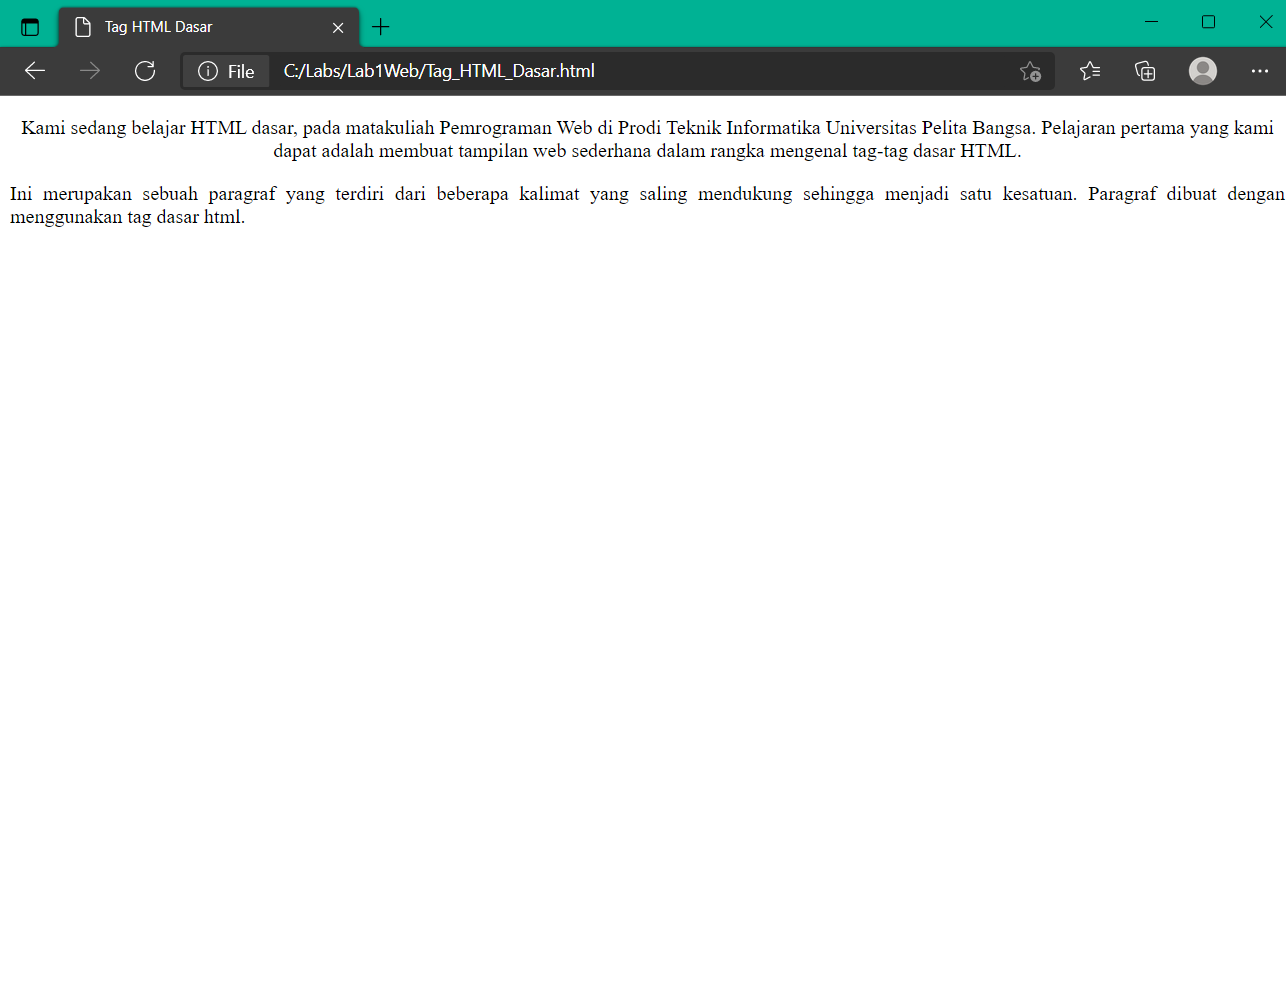 Tag HTML Dasar
File C:/Labs/Lab1Web/Tag_HTML_Dasar.html
Kami sedang belajar HTML dasar, pada matakuliah Pemrograman Web di Prodi Teknik Informatika Universitas Pelita Bangsa. Pelajaran pertama yang kami
dapat adalah membuat tampilan web sederhana dalam rangka mengenal tag-tag dasar HTML.
Ini merupakan sebuah paragraf yang terdiri dari beberapa kalimat yang saling mendukung sehingga menjadi satu kesatuan. Paragraf dibuat dengan
menggunakan tag dasar html.